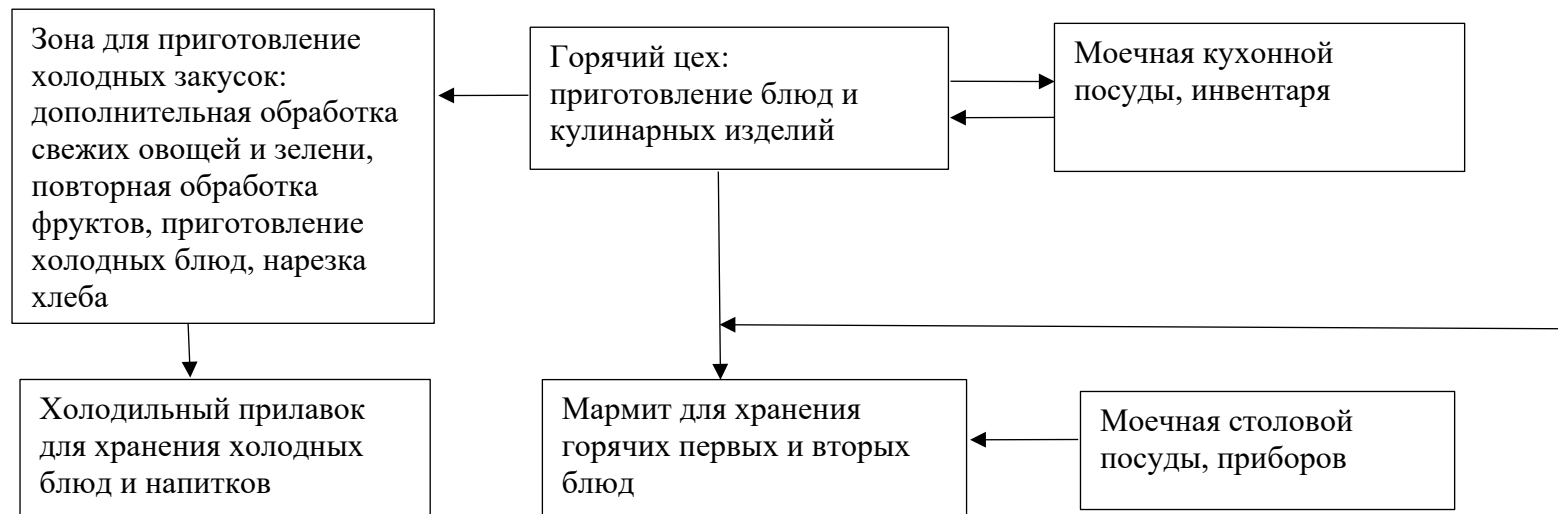 Зона для приготовление
холодных закусок:
дополнительная обработка
свежих овощей и зелени,
повторная обработка
фруктов, приготовление
холодных блюд, нарезка
хлеба
Горячий цех:
приготовление блюд и
кулинарных изделий
Моечная кухонной
посуды, инвентаря
Холодильный прилавок
для хранения холодных
блюд и напитков
Мармит для хранения
горячих первых и вторых
блюд
Моечная столовой
посуды, приборов